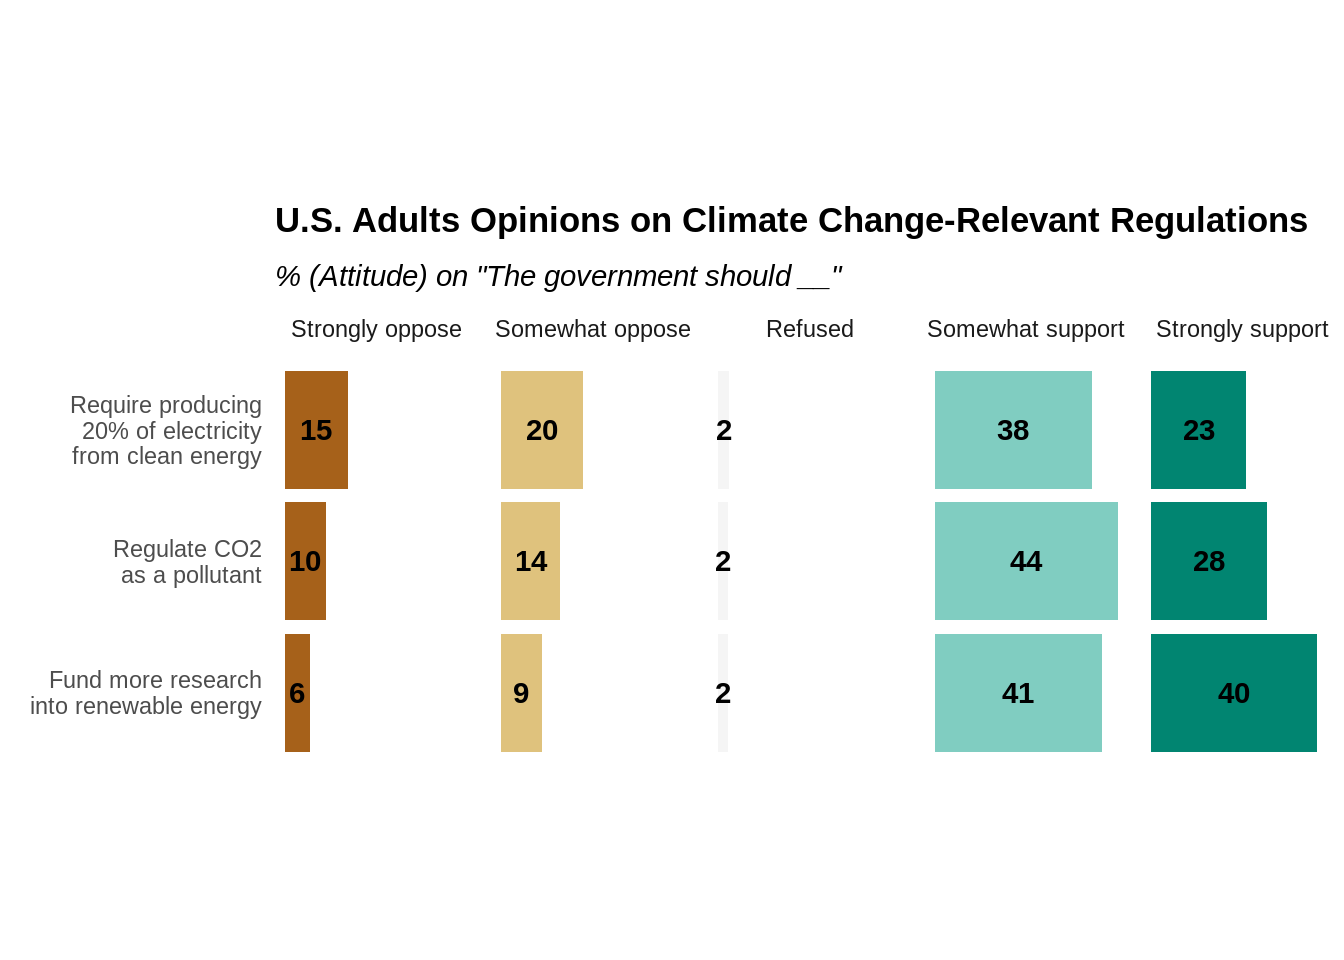 U.S. Adults Opinions on Climate Change-Relevant Regulations
% (Attitude) on "The government should __"
Strongly oppose Somewhat oppose Refused Somewhat support Strongly support
Require producing
20% of electricity
from clean energy
15 20 2 38 23
Regulate CO2
as a pollutant
10 14 2 44 28
Fund more research
into renewable energy
6 9 2 41 40